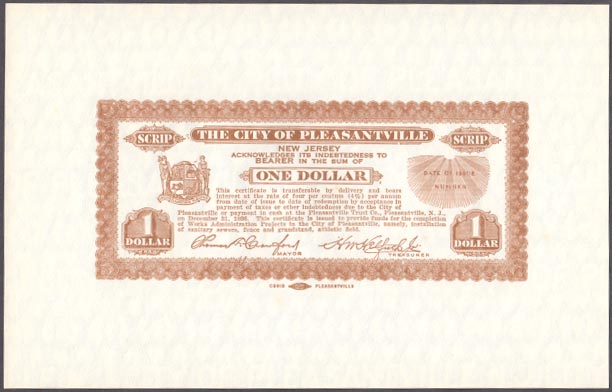 SCRIP
THE CITY OF PLEASANTVILLE
SCRIP
NEW JERSEY
ACKNOWLEDGES ITS INDEBTEDNESS TO
BEARER IN THE SUM OF
ONE DOLLAR
DATE OF ISSUE
NUMBER
This certificate is transferable by delivery and bears
interest at the rate of four per centum (4%) per annum
from date of issue to date of redemption by acceptance in
payment of taxes or other indebtedness due to the City of
Pleasantville or payment in cash at the Pleasantville Trust Co., Pleasantville, N. J.,
on December 31, 1936. This certificate is issued to provide funds for the completion
of Works Administration Projects in the City of Pleasantville, namely, installation
of sanitary sewers, fence and grandstand, athletic field.
1
DOLLAR
1
DOLLAR
MAYOR
TREASURER
PLEASANTVILLE